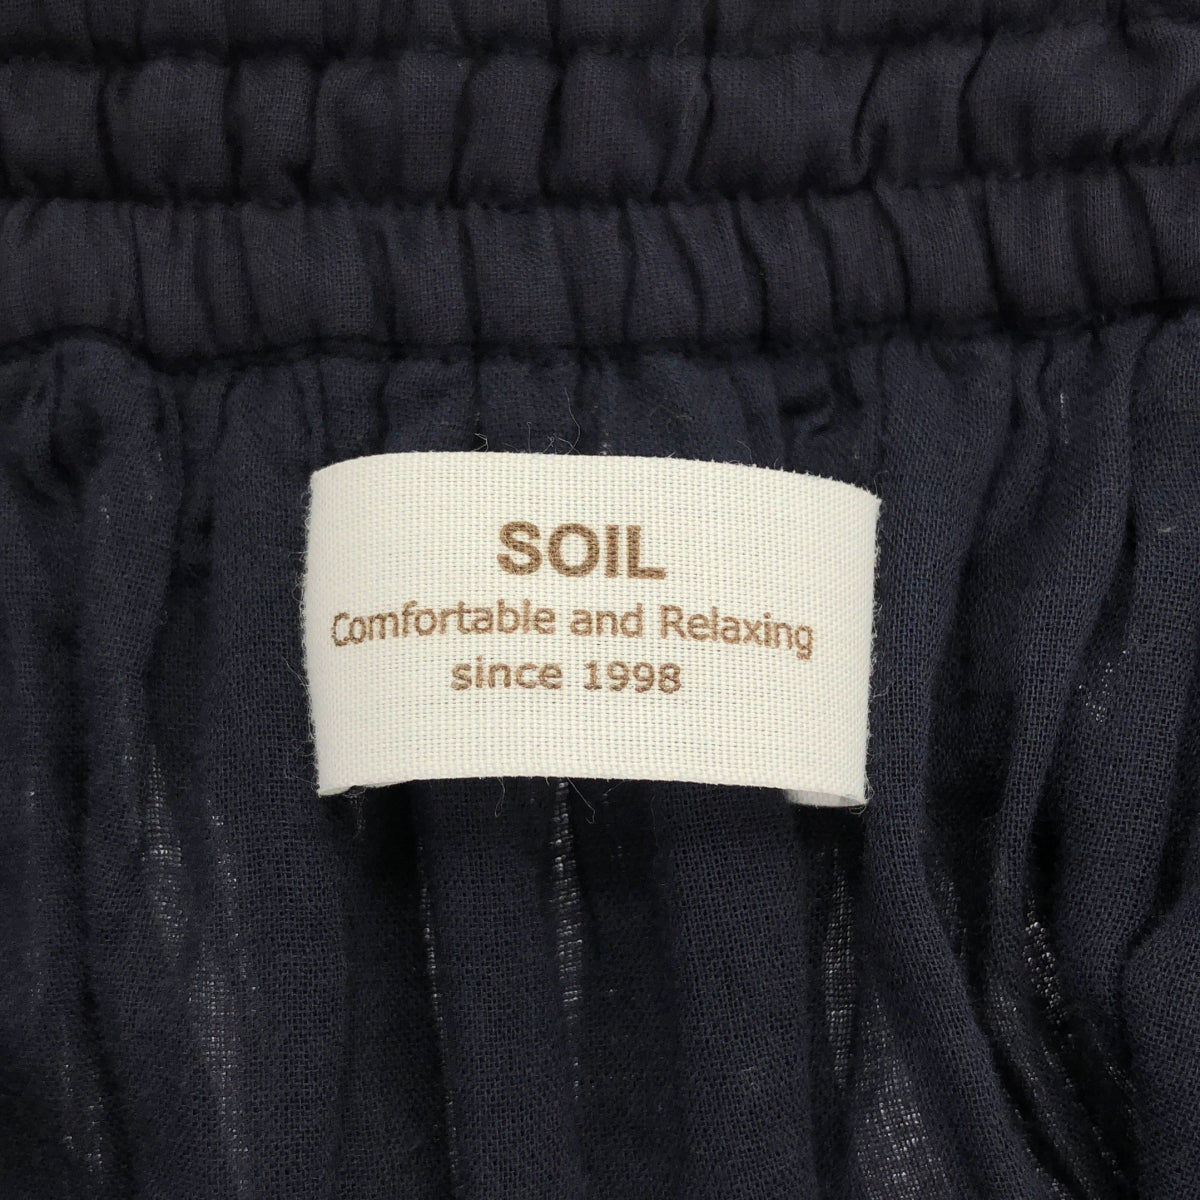 SOIL
Comfortable and Relaxing
since 1998